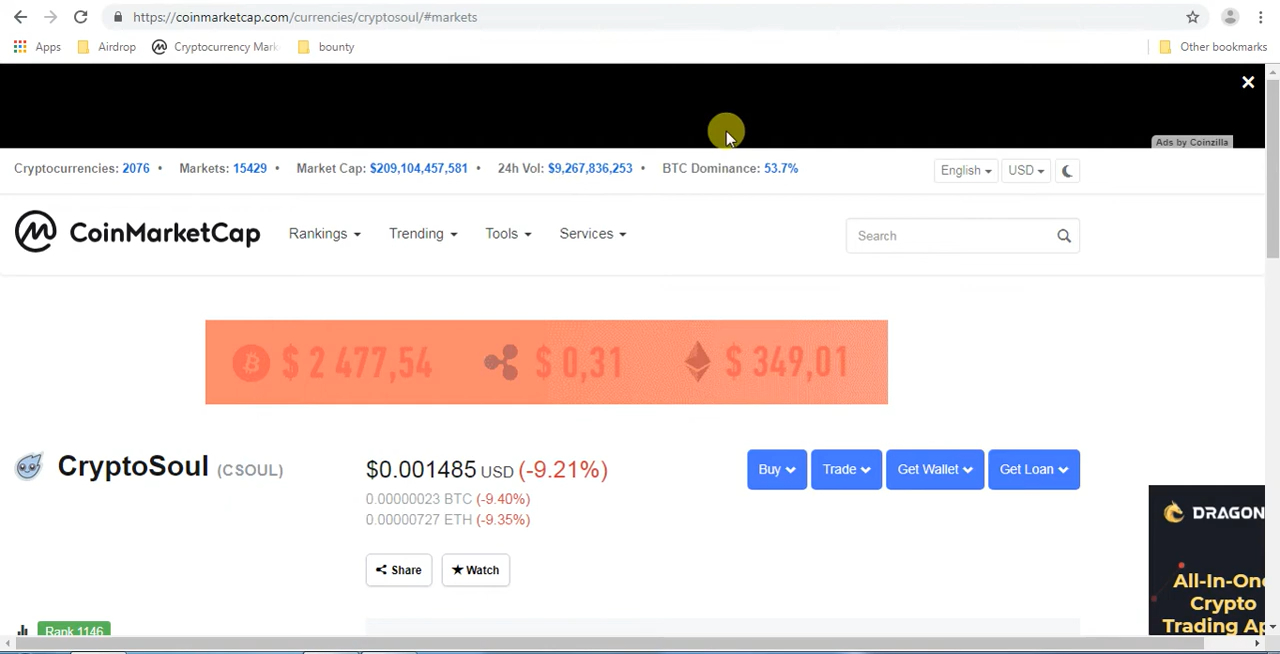 https://coinmarketcap.com/currencies/cryptosoul/#markets
Apps Airdrop Cryptocurrency Mark bounty Other bookmarks
Ads by Coinzilla
Cryptocurrencies: 2076 • Markets: 15429 • Market Cap: $209,104,457,581 • 24h Vol: $9,267,836,253 • BTC Dominance: 53.7% English USD
CoinMarketCap Rankings Trending Tools Services Search
$ 2 477,54 $ 0,31 $ 349,01
CryptoSoul (CSOUL) $0.001485 USD (-9.21%) Buy Trade Get Wallet Get Loan
0.00000023 BTC (-9.40%)
0.00000727 ETH (-9.35%)
DRAGON
Share Watch
All-In-One
Crypto
Trading Ap
Rank 1146